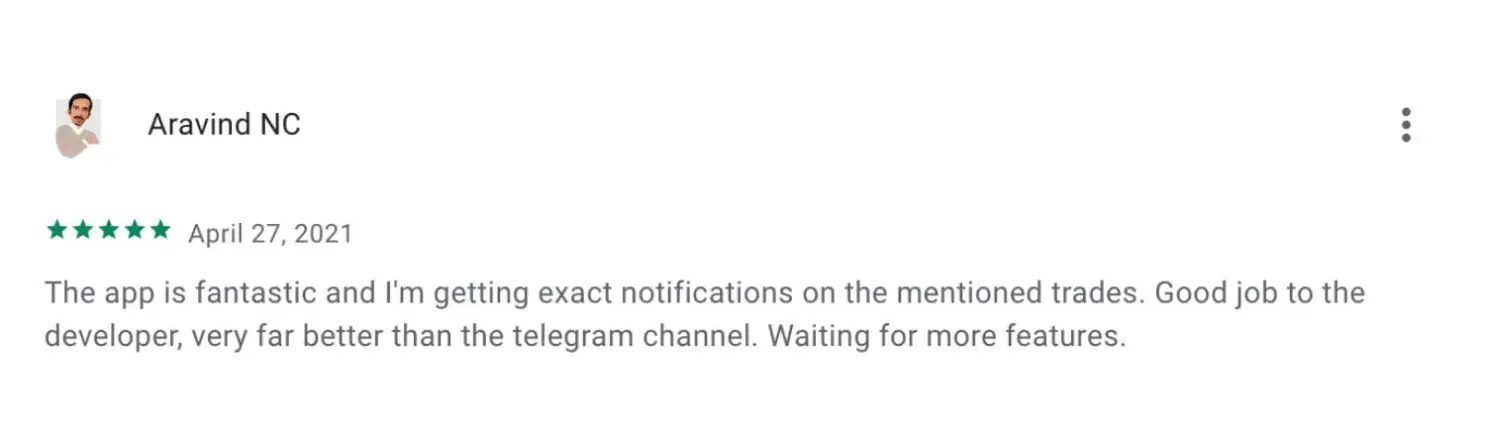 Aravind NC
April 27, 2021
The app is fantastic and I'm getting exact notifications on the mentioned trades. Good job to the
developer, very far better than the telegram channel. Waiting for more features.